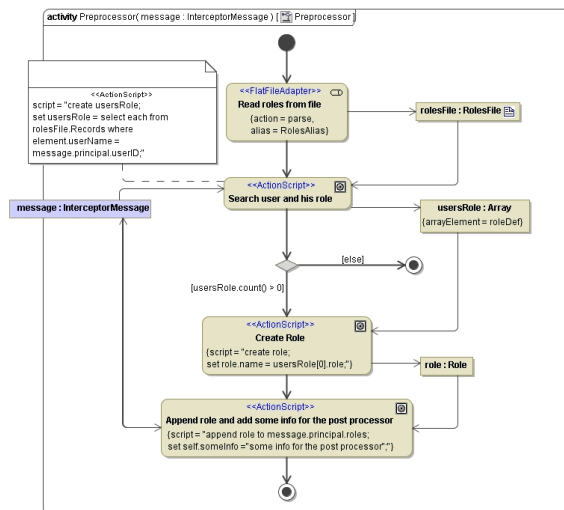 activity Preprocessor( message : InterceptorMessage ) [ Preprocessor ]
<<ActionScript>>
script = "create usersRole;
set usersRole = select each from
rolesFile.Records where
element.userName =
message.principal.userID;"
<<FlatFileAdapter>>
Read roles from file
{action = parse,
alias = RolesAlias}
rolesFile : RolesFile
<<ActionScript>>
Search user and his role
message : InterceptorMessage
usersRole : Array
{arrayElement = roleDef}
[else]
[usersRole.count() > 0]
<<ActionScript>>
Create Role
{script = "create role;
set role.name = usersRole[0].role;"}
role : Role
<<ActionScript>>
Append role and add some info for the post processor
{script = "append role to message.principal.roles;
set self.someInfo ="some info for the post processor";"}